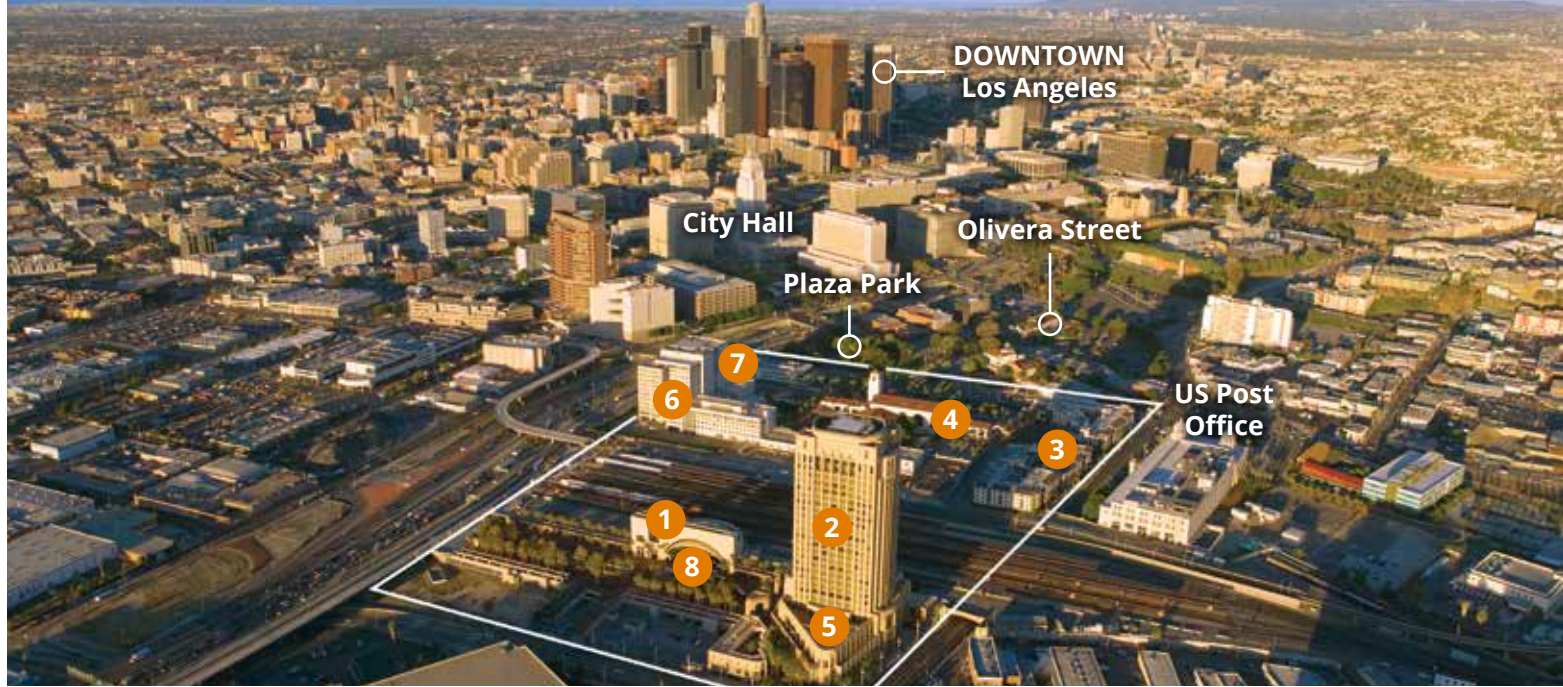 DOWNTOWN
Los Angeles
City Hall
Olivera Street
Plaza Park
7
6
US Post
Office
4
3
1
2
8
5